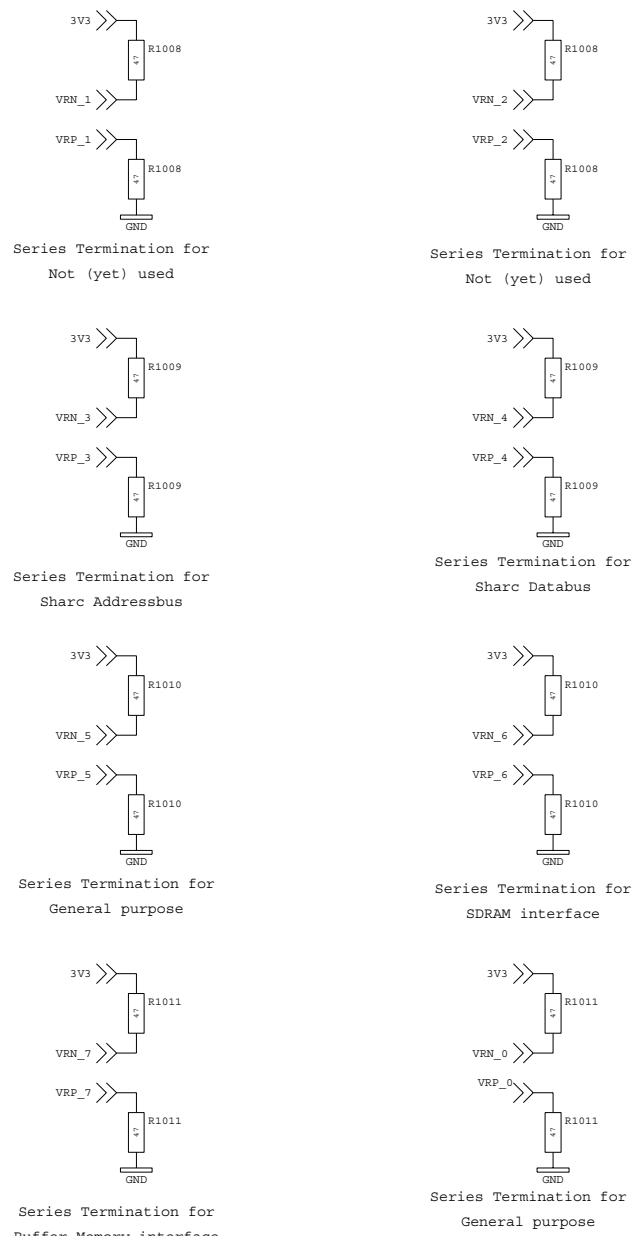 3V3
R1008
47
VRN_1
VRP_1
R1008
47
GND
Series Termination for
Not (yet) used
3V3
R1008
47
VRN_2
VRP_2
R1008
47
GND
Series Termination for
Not (yet) used
3V3
R1009
47
VRN_3
VRP_3
R1009
47
GND
Series Termination for
Sharc Addressbus
3V3
R1009
47
VRN_4
VRP_4
R1009
47
GND
Series Termination for
Sharc Databus
3V3
R1010
47
VRN_5
VRP_5
R1010
47
GND
Series Termination for
General purpose
3V3
R1010
47
VRN_6
VRP_6
R1010
47
GND
Series Termination for
SDRAM interface
3V3
R1011
47
VRN_7
VRP_7
R1011
47
GND
Series Termination for
Buffer Memory interface
3V3
R1011
47
VRN_0
VRP_0
R1011
47
GND
Series Termination for
General purpose